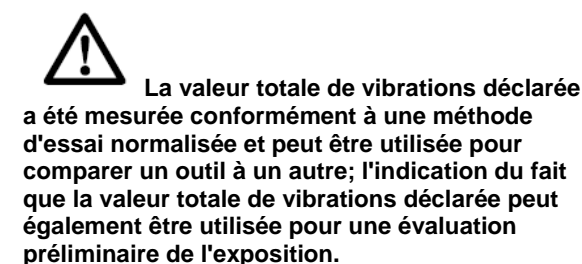 La valeur totale de vibrations déclarée
a été mesurée conformément à une méthode
d'essai normalisée et peut être utilisée pour
comparer un outil à un autre; l'indication du fait
que la valeur totale de vibrations déclarée peut
également être utilisée pour une évaluation
préliminaire de l'exposition.